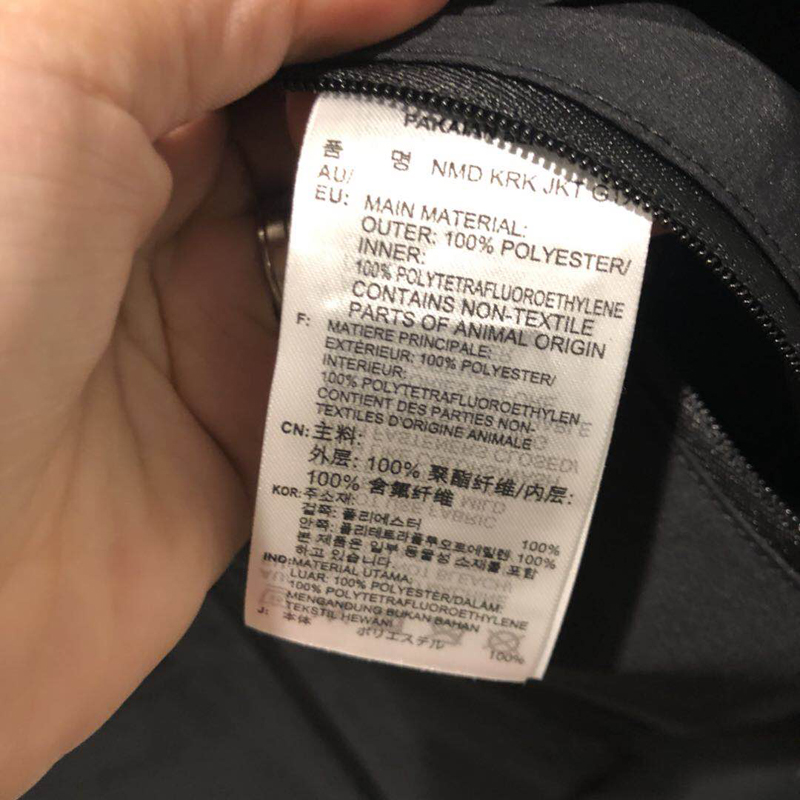 PAKAIAN
품 명 NMD KRK JKT G
AU/
EU: MAIN MATERIAL:
OUTER: 100% POLYESTER/
INNER:
100% POLYTETRAFLUOROETHYLENE
CONTAINS NON-TEXTILE
PARTS OF ANIMAL ORIGIN
F: MATIERE PRINCIPALE:
EXTÉRIEUR: 100% POLYESTER/
INTERIEUR:
100% POLYTETRAFLUOROETHYLEN
CONTIENT DES PARTIES NON-
TEXTILES D'ORIGINE ANIMALE
CN: 主料:
外层: 100% 聚酯纤维/内层:
100% 含氟纤维
KOR: 주소재:
겉쪽: 폴리에스터 100%
안쪽: 폴리테트라플루오로에틸렌 100%
본 제품은 일부 동물성 소재를 포함
하고 있습니다
IND: MATERIAL UTAMA:
LUAR: 100% POLYESTER/DALAM:
100% POLYTETRAFLUOROETHYLENE
MENGANDUNG BUKAN BAHAN
TEKSTIL HEWANI
J: 本体 ポリエステル 100%